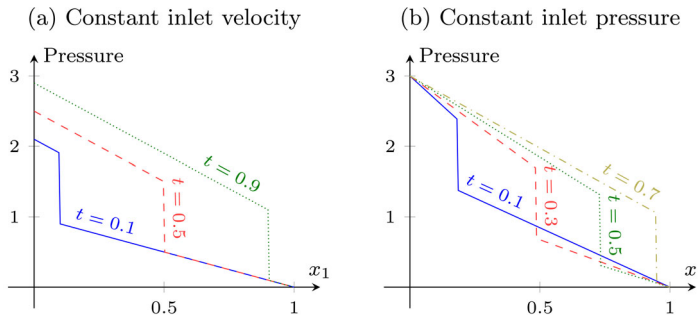 (a) Constant inlet velocity
Pressure
3
2
1
t = 0.1
t = 0.5
t = 0.9
0.5
1
x1
(b) Constant inlet pressure
Pressure
3
2
1
t = 0.1
t = 0.3
t = 0.5
t = 0.7
0.5
1
x